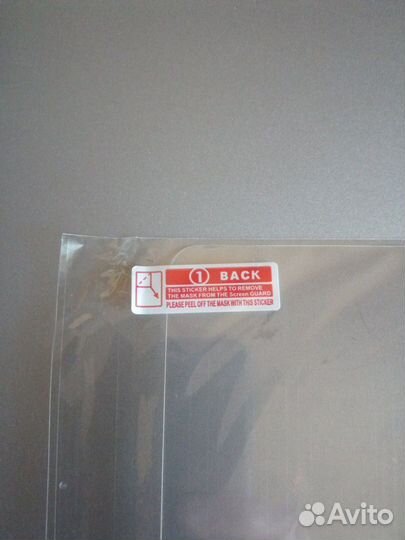 ① BACK
THIS STICKER HELPS TO REMOVE
THE MASK FROM THE Screen GUARD
PLEASE PEEL OFF THE MASK WITH THIS STICKER
Avito